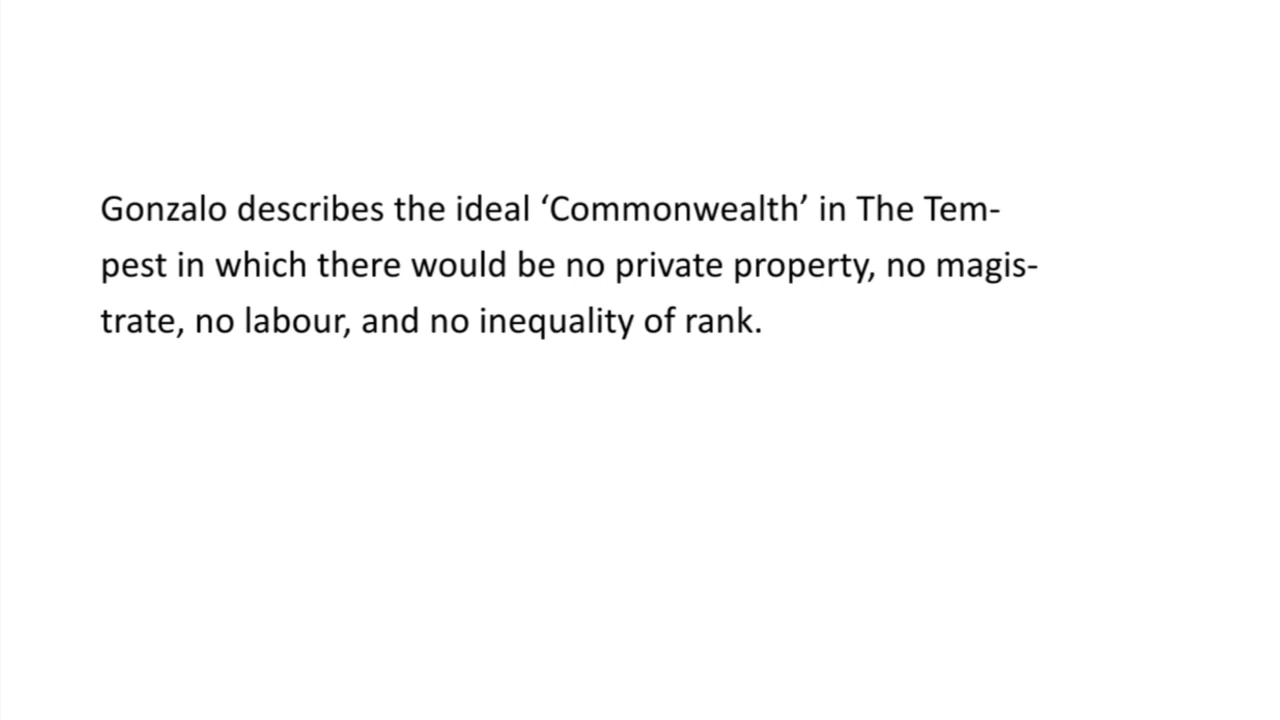 Gonzalo describes the ideal ‘Commonwealth’ in The Tem-
pest in which there would be no private property, no magis-
trate, no labour, and no inequality of rank.